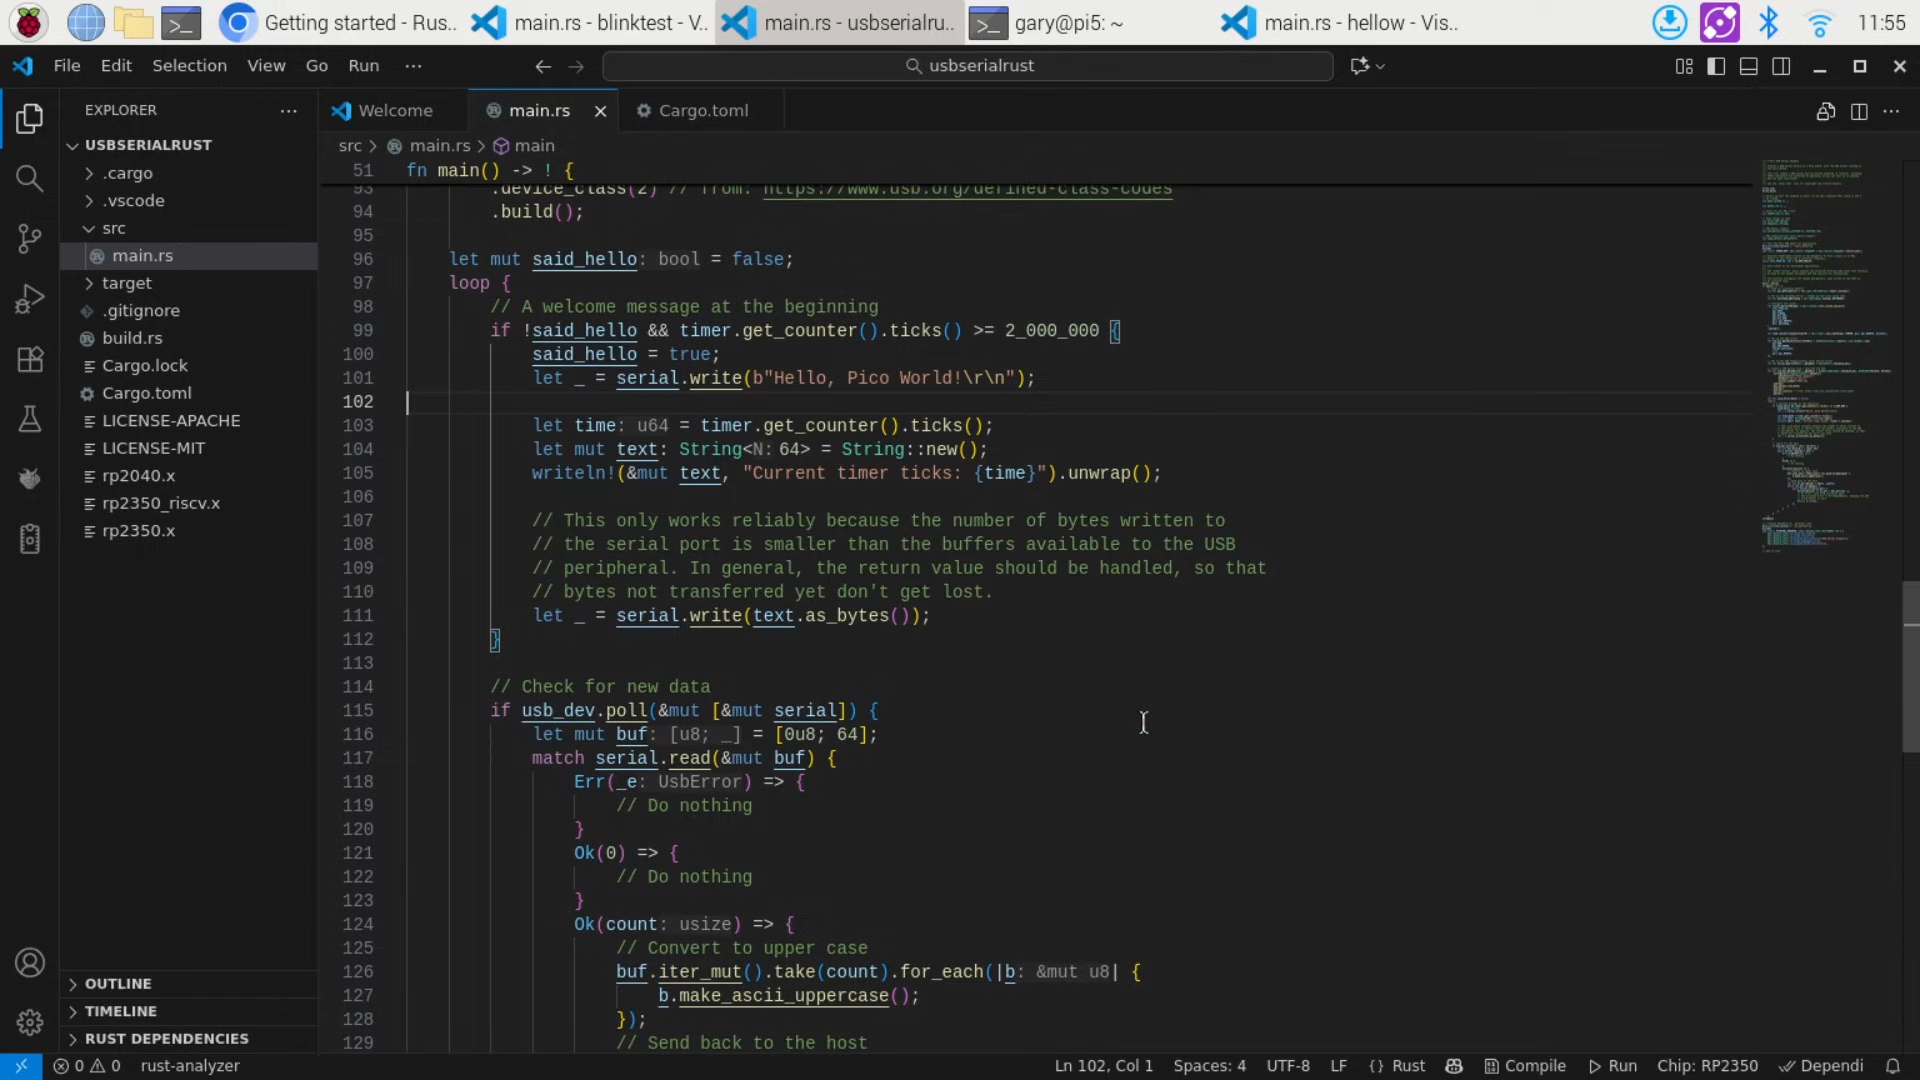 Getting started - Rus..
main.rs - blinktest - V..
main.rs - usbserialru..
gary@pi5: ~
main.rs - hellow - Vis..
11:55
File Edit Selection View Go Run ···
usbserialrust
EXPLORER
Welcome
main.rs
Cargo.toml
src > main.rs > main
USBSERIALRUST
.cargo
.vscode
src
main.rs
target
.gitignore
build.rs
Cargo.lock
Cargo.toml
LICENSE-APACHE
LICENSE-MIT
rp2040.x
rp2350_riscv.x
rp2350.x
OUTLINE
TIMELINE
RUST DEPENDENCIES
51 fn main() -> ! {
93 .device_class(2) // from: https://www.usb.org/defined-class-codes
94 .build();
95
96 let mut said_hello: bool = false;
97 loop {
98 // A welcome message at the beginning
99 if !said_hello && timer.get_counter().ticks() >= 2_000_000 {
100 said_hello = true;
101 let _ = serial.write(b"Hello, Pico World!\r\n");
102
103 let time: u64 = timer.get_counter().ticks();
104 let mut text: String<N: 64> = String::new();
105 writeln!(&mut text, "Current timer ticks: {time}").unwrap();
106
107 // This only works reliably because the number of bytes written to
108 // the serial port is smaller than the buffers available to the USB
109 // peripheral. In general, the return value should be handled, so that
110 // bytes not transferred yet don't get lost.
111 let _ = serial.write(text.as_bytes());
112 }
113
114 // Check for new data
115 if usb_dev.poll(&mut [&mut serial]) {
116 let mut buf: [u8; _] = [0u8; 64];
117 match serial.read(&mut buf) {
118 Err(_e: UsbError) => {
119 // Do nothing
120 }
121 Ok(0) => {
122 // Do nothing
123 }
124 Ok(count: usize) => {
125 // Convert to upper case
126 buf.iter_mut().take(count).for_each(|b: &mut u8| {
127 b.make_ascii_uppercase();
128 });
129 // Send back to the host
0 0 rust-analyzer
Ln 102, Col 1 Spaces: 4 UTF-8 LF {} Rust Compile Run Chip: RP2350 Dependi